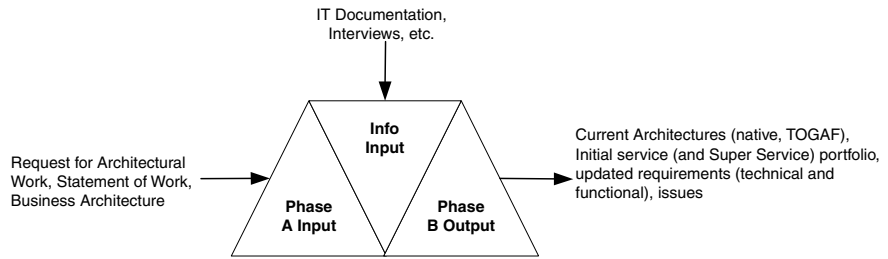 IT Documentation,
Interviews, etc.
Info
Input
Request for Architectural
Work, Statement of Work,
Business Architecture
Phase
A Input
Phase
B Output
Current Architectures (native, TOGAF),
Initial service (and Super Service) portfolio,
updated requirements (technical and
functional), issues